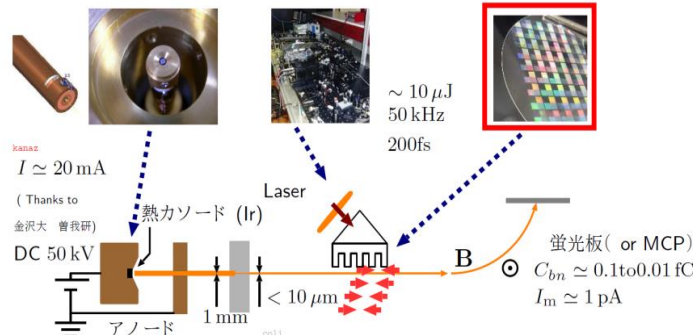 ∼ 10 μJ
50 kHz
200fs
kanaz
I ≃ 20 mA
( Thanks to
金沢大 曽我研)
DC 50 kV
熱カソード (Ir)
Laser
B
蛍光板( or MCP)
C_{bn} ≃ 0.1to0.01 fC
I_m ≃ 1 pA
< 10 μm
1 mm
アノード